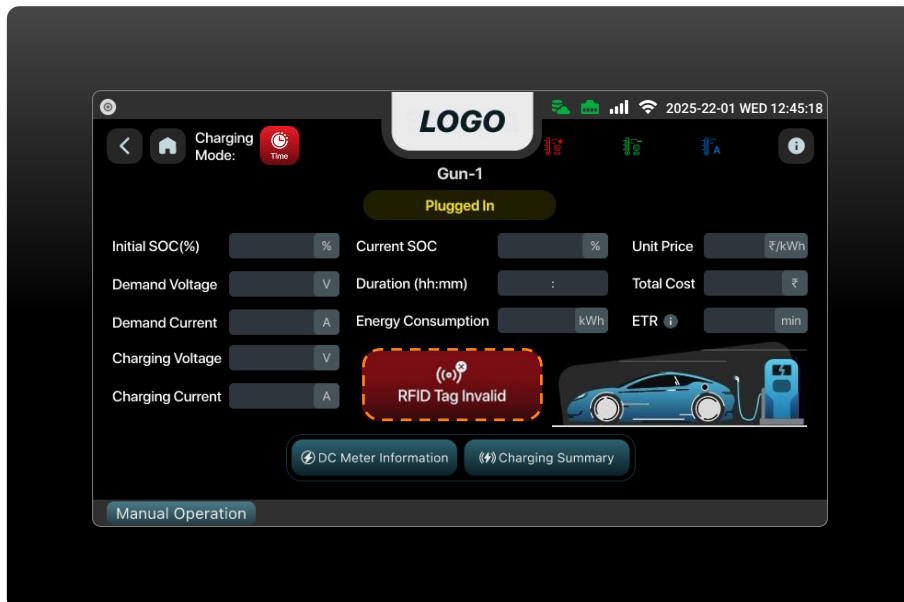 LOGO
2025-22-01 WED 12:45:18
Charging
Mode:
Time
A
Gun-1
Plugged In
Initial SOC(%) %
Current SOC %
Unit Price ₹/kWh
Demand Voltage V
Duration (hh:mm) :
Total Cost ₹
Demand Current A
Energy Consumption kWh
ETR min
Charging Voltage V
Charging Current A
RFID Tag Invalid
DC Meter Information
Charging Summary
Manual Operation